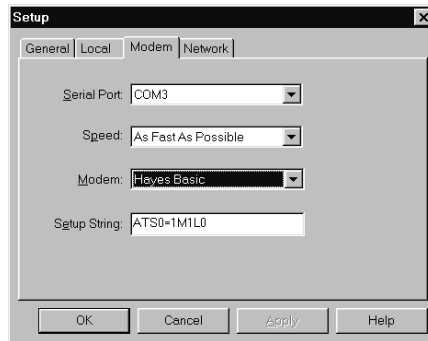 Setup
General Local Modem Network
Serial Port: COM3
Speed: As Fast As Possible
Modem: Hayes Basic
Setup String: ATS0=1M1L0
OK Cancel Apply Help